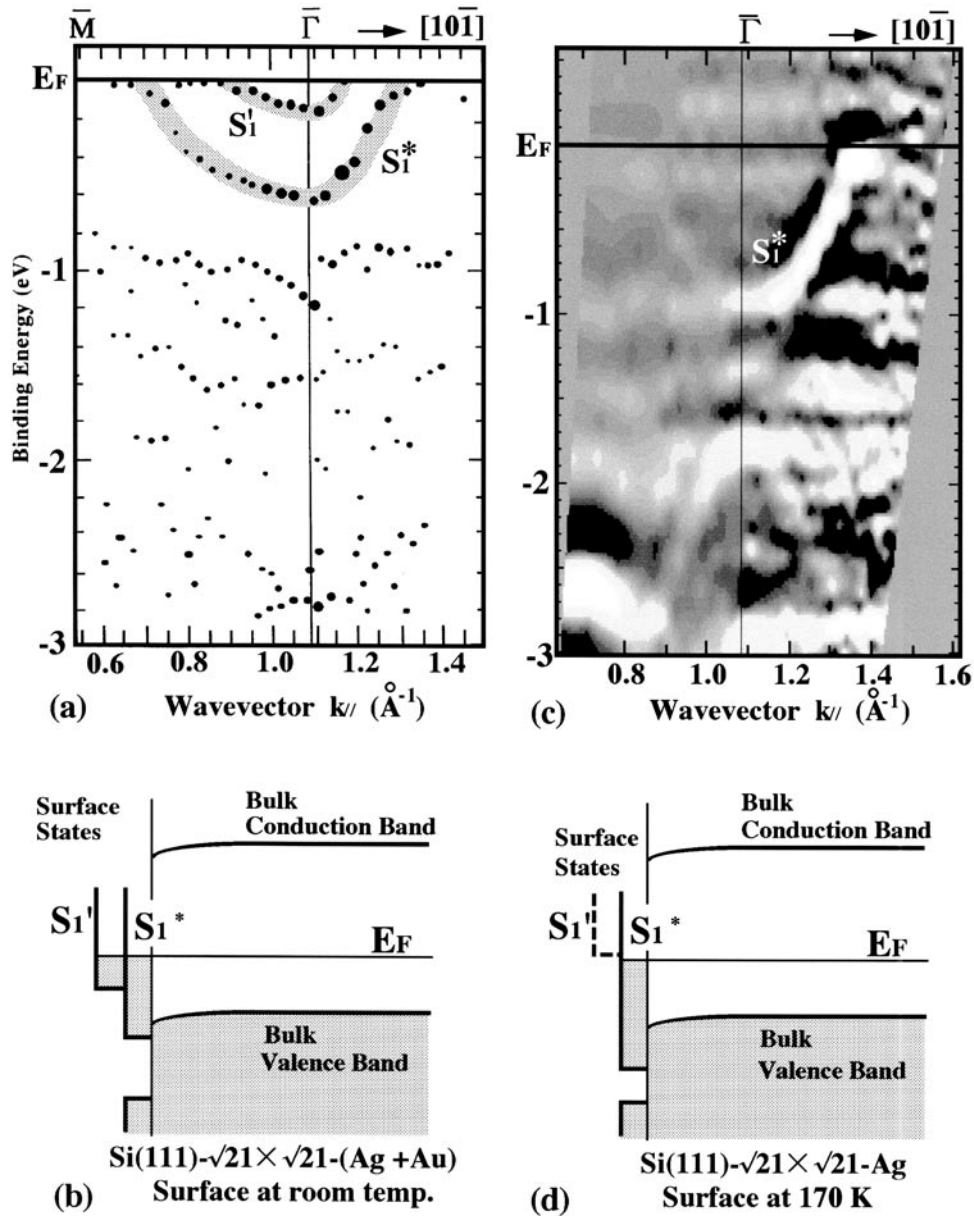 M̅ Γ̅ → [101̅]
E_F
S₁'
S₁*
-1
-2
-3
Binding Energy (eV)
0.6 0.8 1.0 1.2 1.4
(a) Wavevector k// (Å⁻¹)
Γ̅ → [101̅]
E_F
S₁*
-1
-2
-3
0.8 1.0 1.2 1.4 1.6
(c) Wavevector k// (Å⁻¹)
Surface
States
Bulk
Conduction Band
S₁'
S₁*
E_F
Bulk
Valence Band
Si(111)-√21×√21-(Ag +Au)
(b) Surface at room temp.
Surface
States
Bulk
Conduction Band
S₁'
S₁*
E_F
Bulk
Valence Band
Si(111)-√21×√21-Ag
(d) Surface at 170 K